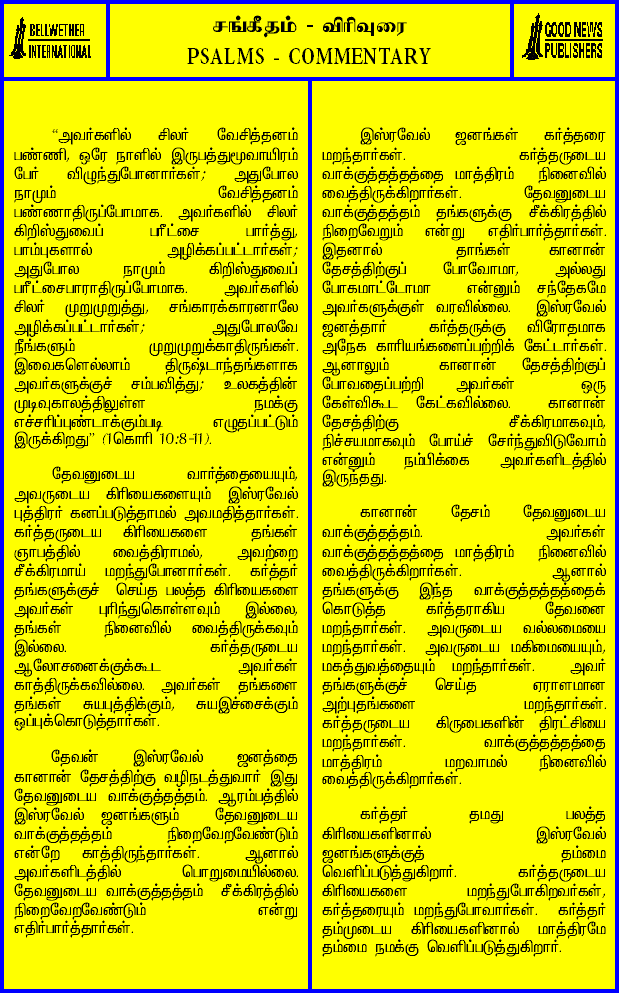 BELLWETHER
INTERNATIONAL
சங்கீதம் - விரிவுரை
PSALMS - COMMENTARY
GOOD NEWS
PUBLISHERS
“அவர்களில் சிலர் வேசித்தனம்
பண்ணி, ஒரே நாளில் இருபத்துமூவாயிரம்
பேர் விழுந்துபோனார்கள்; அதுபோல
நாமும் வேசித்தனம்
பண்ணாதிருப்போமாக. அவர்களில் சிலர்
கிறிஸ்துவைப் பரீட்சை பார்த்து,
பாம்புகளால் அழிக்கப்பட்டார்கள்;
அதுபோல நாமும் கிறிஸ்துவைப்
பரீட்சைபாராதிருப்போமாக. அவர்களில்
சிலர் முறுமுறுத்து, சங்காரக்காரனாலே
அழிக்கப்பட்டார்கள்; அதுபோலவே
நீங்களும் முறுமுறுக்காதிருங்கள்.
இவைகளெல்லாம் திருஷ்டாந்தங்களாக
அவர்களுக்குச் சம்பவித்து; உலகத்தின்
முடிவுகாலத்திலுள்ள நமக்கு
எச்சரிப்புண்டாக்கும்படி எழுதப்பட்டும்
இருக்கிறது” (1கொரி 10:8-11).
தேவனுடைய வார்த்தையையும்,
அவருடைய கிரியைகளையும் இஸ்ரவேல்
புத்திரர் கனப்படுத்தாமல் அவமதித்தார்கள்.
கர்த்தருடைய கிரியைகளை தங்கள்
ஞாபத்தில் வைத்திராமல், அவற்றை
சீக்கிரமாய் மறந்துபோனார்கள். கர்த்தர்
தங்களுக்குச் செய்த பலத்த கிரியைகளை
அவர்கள் புரிந்துகொள்ளவும் இல்லை,
தங்கள் நினைவில் வைத்திருக்கவும்
இல்லை. கர்த்தருடைய
ஆலோசனைக்குக்கூட அவர்கள்
காத்திருக்கவில்லை. அவர்கள் தங்களை
தங்கள் சுயபுத்திக்கும், சுயஇச்சைக்கும்
ஒப்புக்கொடுத்தார்கள்.
தேவன் இஸ்ரவேல் ஜனத்தை
கானான் தேசத்திற்கு வழிநடத்துவார் இது
தேவனுடைய வாக்குத்தத்தம். ஆரம்பத்தில்
இஸ்ரவேல் ஜனங்களும் தேவனுடைய
வாக்குத்தத்தம் நிறைவேறவேண்டும்
என்றே காத்திருந்தார்கள். ஆனால்
அவர்களிடத்தில் பொறுமையில்லை.
தேவனுடைய வாக்குத்தத்தம் சீக்கிரத்தில்
நிறைவேறவேண்டும் என்று
எதிர்பார்த்தார்கள்.
இஸ்ரவேல் ஜனங்கள் கர்த்தரை
மறந்தார்கள். கர்த்தருடைய
வாக்குத்தத்தத்தை மாத்திரம் நினைவில்
வைத்திருக்கிறார்கள். தேவனுடைய
வாக்குத்தத்தம் தங்களுக்கு சீக்கிரத்தில்
நிறைவேறும் என்று எதிர்பார்த்தார்கள்.
இதனால் தாங்கள் கானான்
தேசத்திற்குப் போவோமா, அல்லது
போகமாட்டோமா என்னும் சந்தேகமே
அவர்களுக்குள் வரவில்லை. இஸ்ரவேல்
ஜனத்தார் கர்த்தருக்கு விரோதமாக
அநேக காரியங்களைப்பற்றிக் கேட்டார்கள்.
ஆனாலும் கானான் தேசத்திற்குப்
போவதைப்பற்றி அவர்கள் ஒரு
கேள்விகூட கேட்கவில்லை. கானான்
தேசத்திற்கு சீக்கிரமாகவும்,
நிச்சயமாகவும் போய்ச் சேர்ந்துவிடுவோம்
என்னும் நம்பிக்கை அவர்களிடத்தில்
இருந்தது.
கானான் தேசம் தேவனுடைய
வாக்குத்தத்தம். அவர்கள்
வாக்குத்தத்தத்தை மாத்திரம் நினைவில்
வைத்திருக்கிறார்கள். ஆனால்
தங்களுக்கு இந்த வாக்குத்தத்தத்தைக்
கொடுத்த கர்த்தராகிய தேவனை
மறந்தார்கள். அவருடைய வல்லமையை
மறந்தார்கள். அவருடைய மகிமையையும்,
மகத்துவத்தையும் மறந்தார்கள். அவர்
தங்களுக்குச் செய்த ஏராளமான
அற்புதங்களை மறந்தார்கள்.
கர்த்தருடைய கிருபைகளின் திரட்சியை
மறந்தார்கள். வாக்குத்தத்தத்தை
மாத்திரம் மறவாமல் நினைவில்
வைத்திருக்கிறார்கள்.
கர்த்தர் தமது பலத்த
கிரியைகளினால் இஸ்ரவேல்
ஜனங்களுக்குத் தம்மை
வெளிப்படுத்துகிறார். கர்த்தருடைய
கிரியைகளை மறந்துபோகிறவர்கள்,
கர்த்தரையும் மறந்துபோவார்கள். கர்த்தர்
தம்முடைய கிரியைகளினால் மாத்திரமே
தம்மை நமக்கு வெளிப்படுத்துகிறார்.